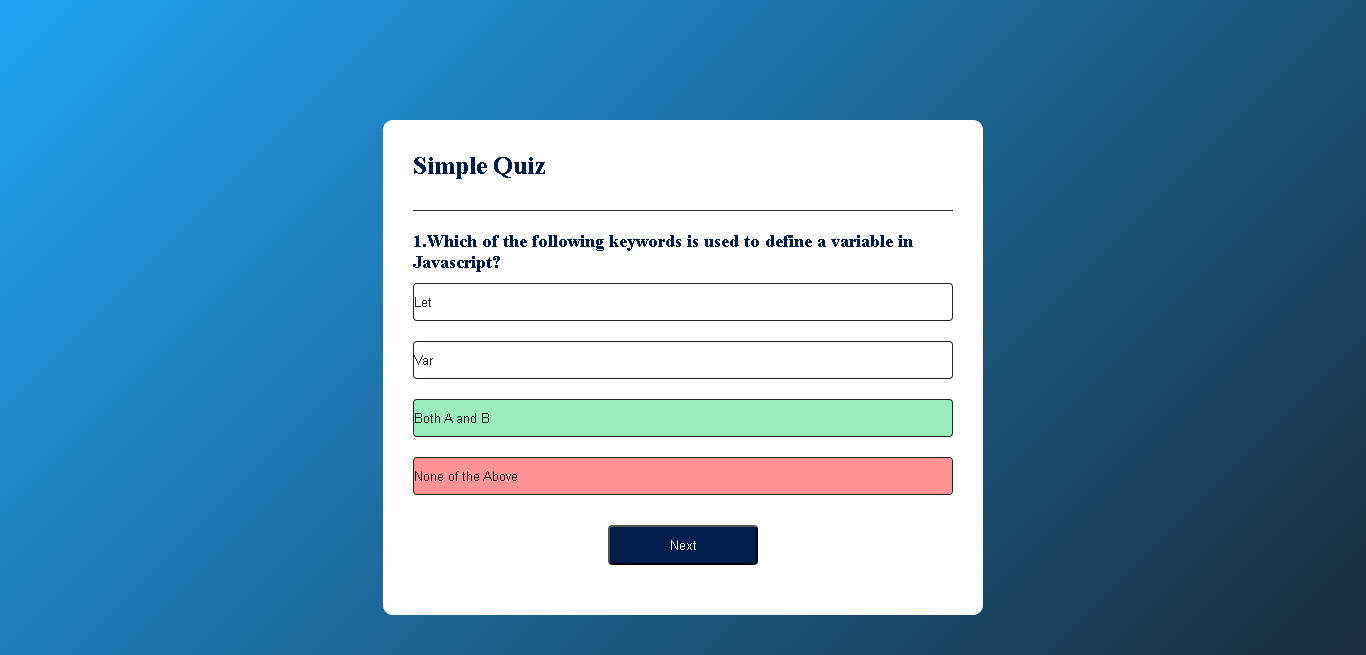 Simple Quiz
1.Which of the following keywords is used to define a variable in
Javascript?
Let
Var
Both A and B
None of the Above
Next